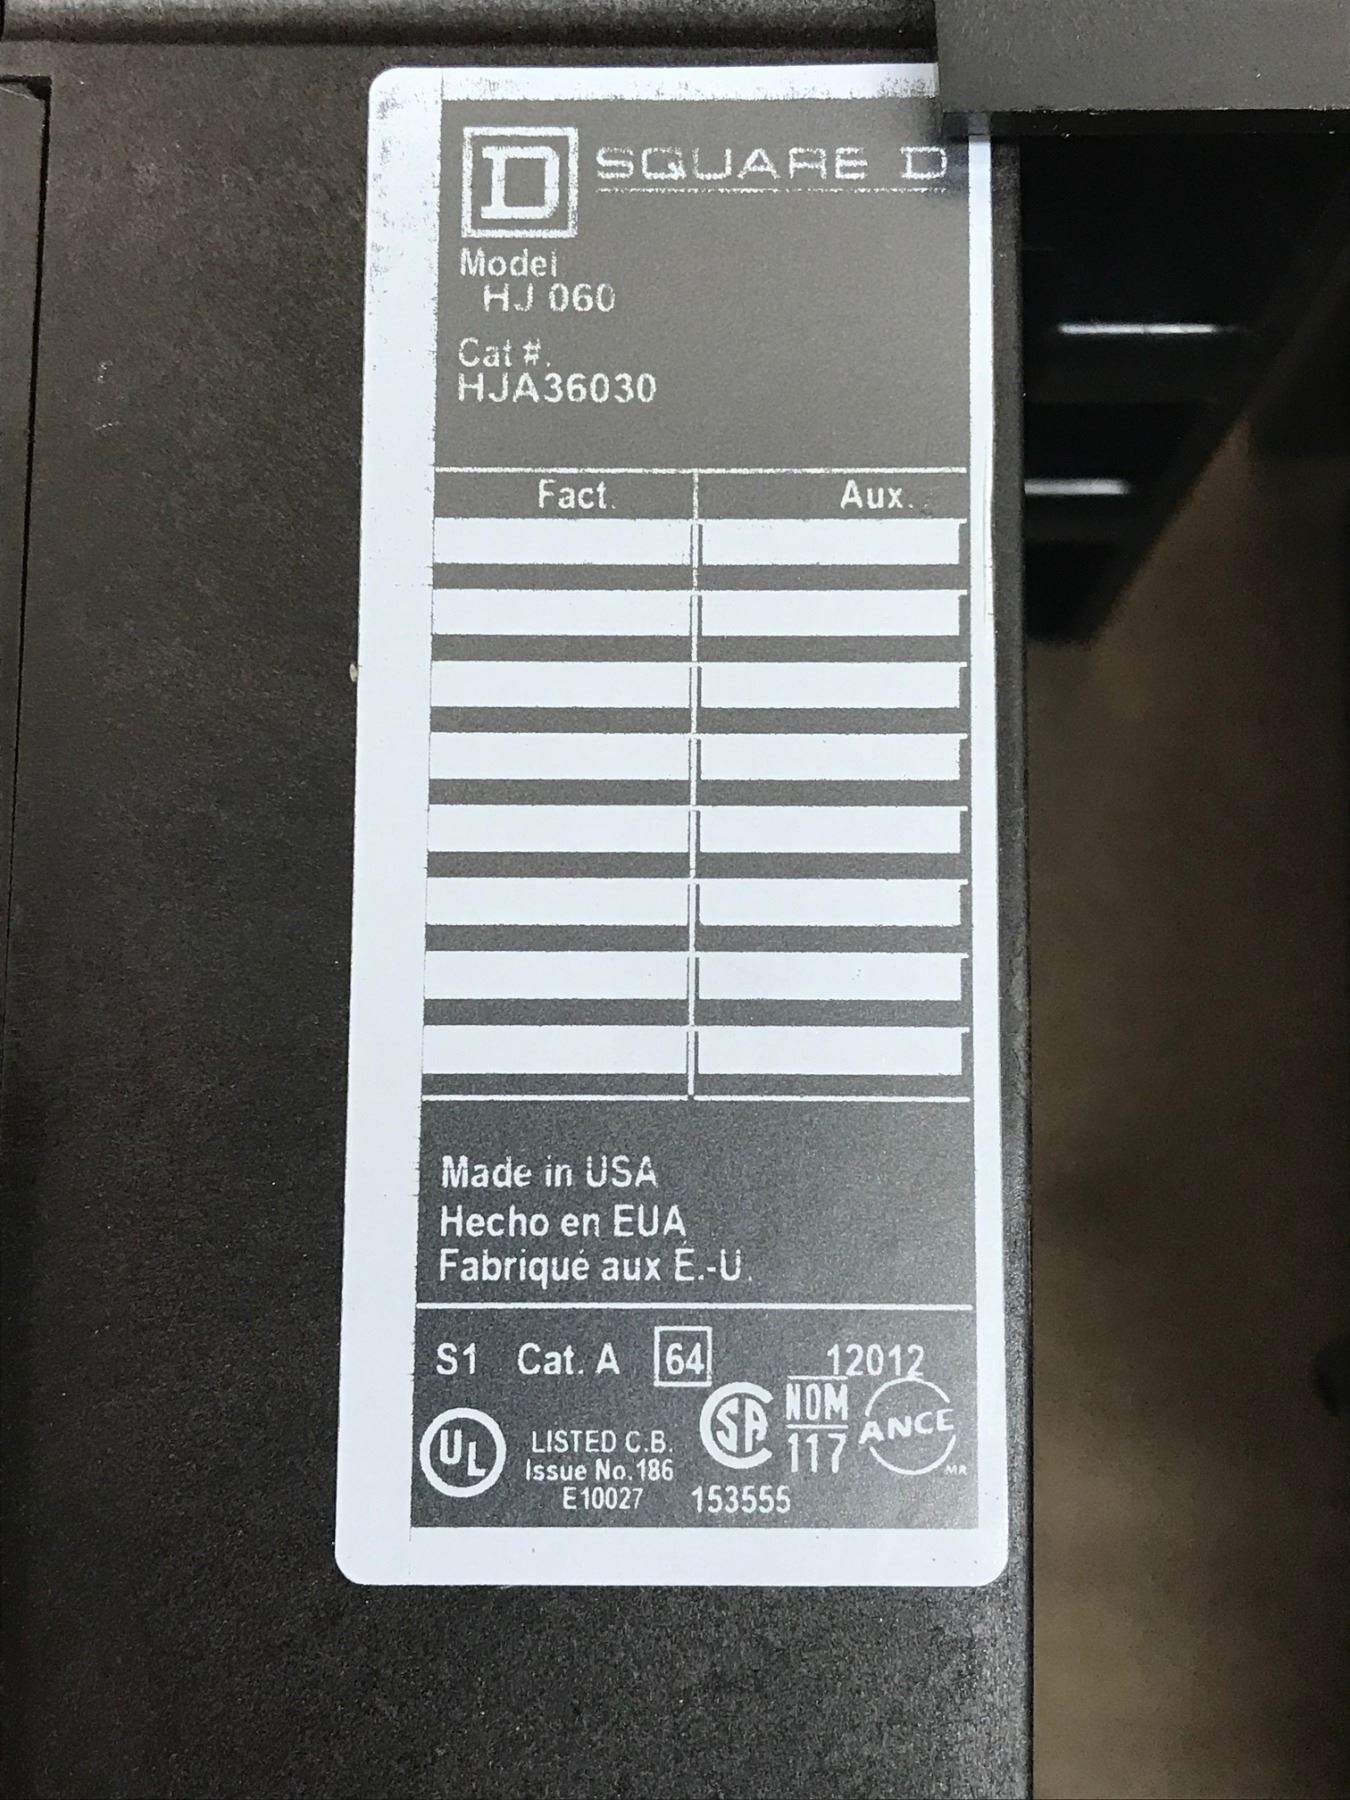 D SQUARE D
Model
HJ 060
Cat #.
HJA36030
Fact. Aux.
Made in USA
Hecho en EUA
Fabriqué aux É.-U.
S1 Cat. A 64 12012
UL LISTED C.B. SA NOM ANCE
Issue No. 186 117 MR
E10027 153555